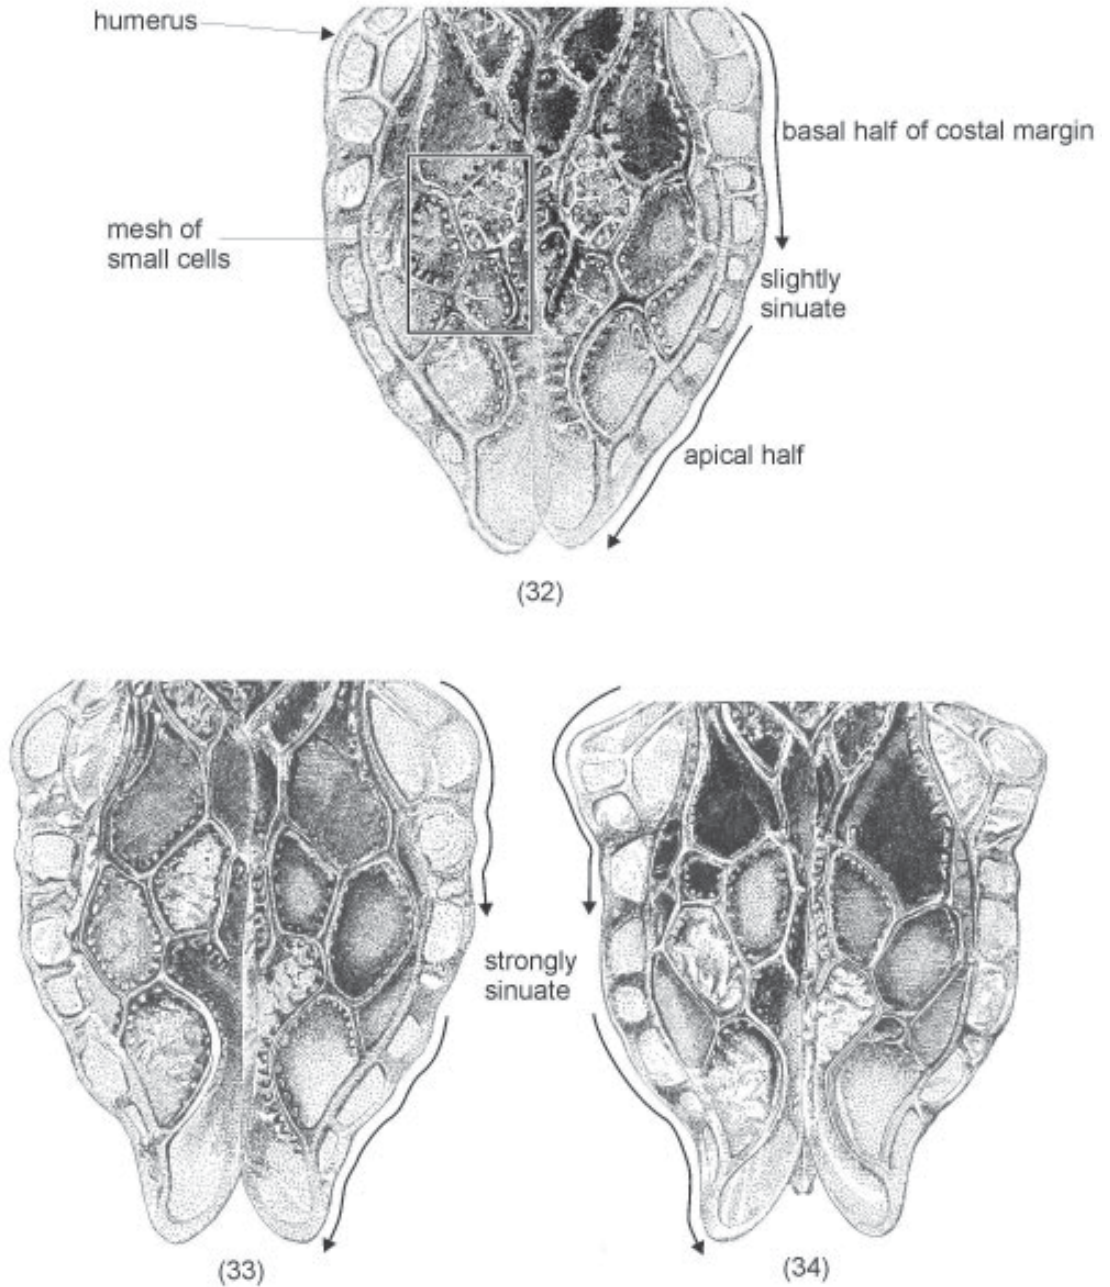 humerus
basal half of costal margin
mesh of
small cells
slightly
sinuate
apical half
(32)
strongly
sinuate
(33)
(34)